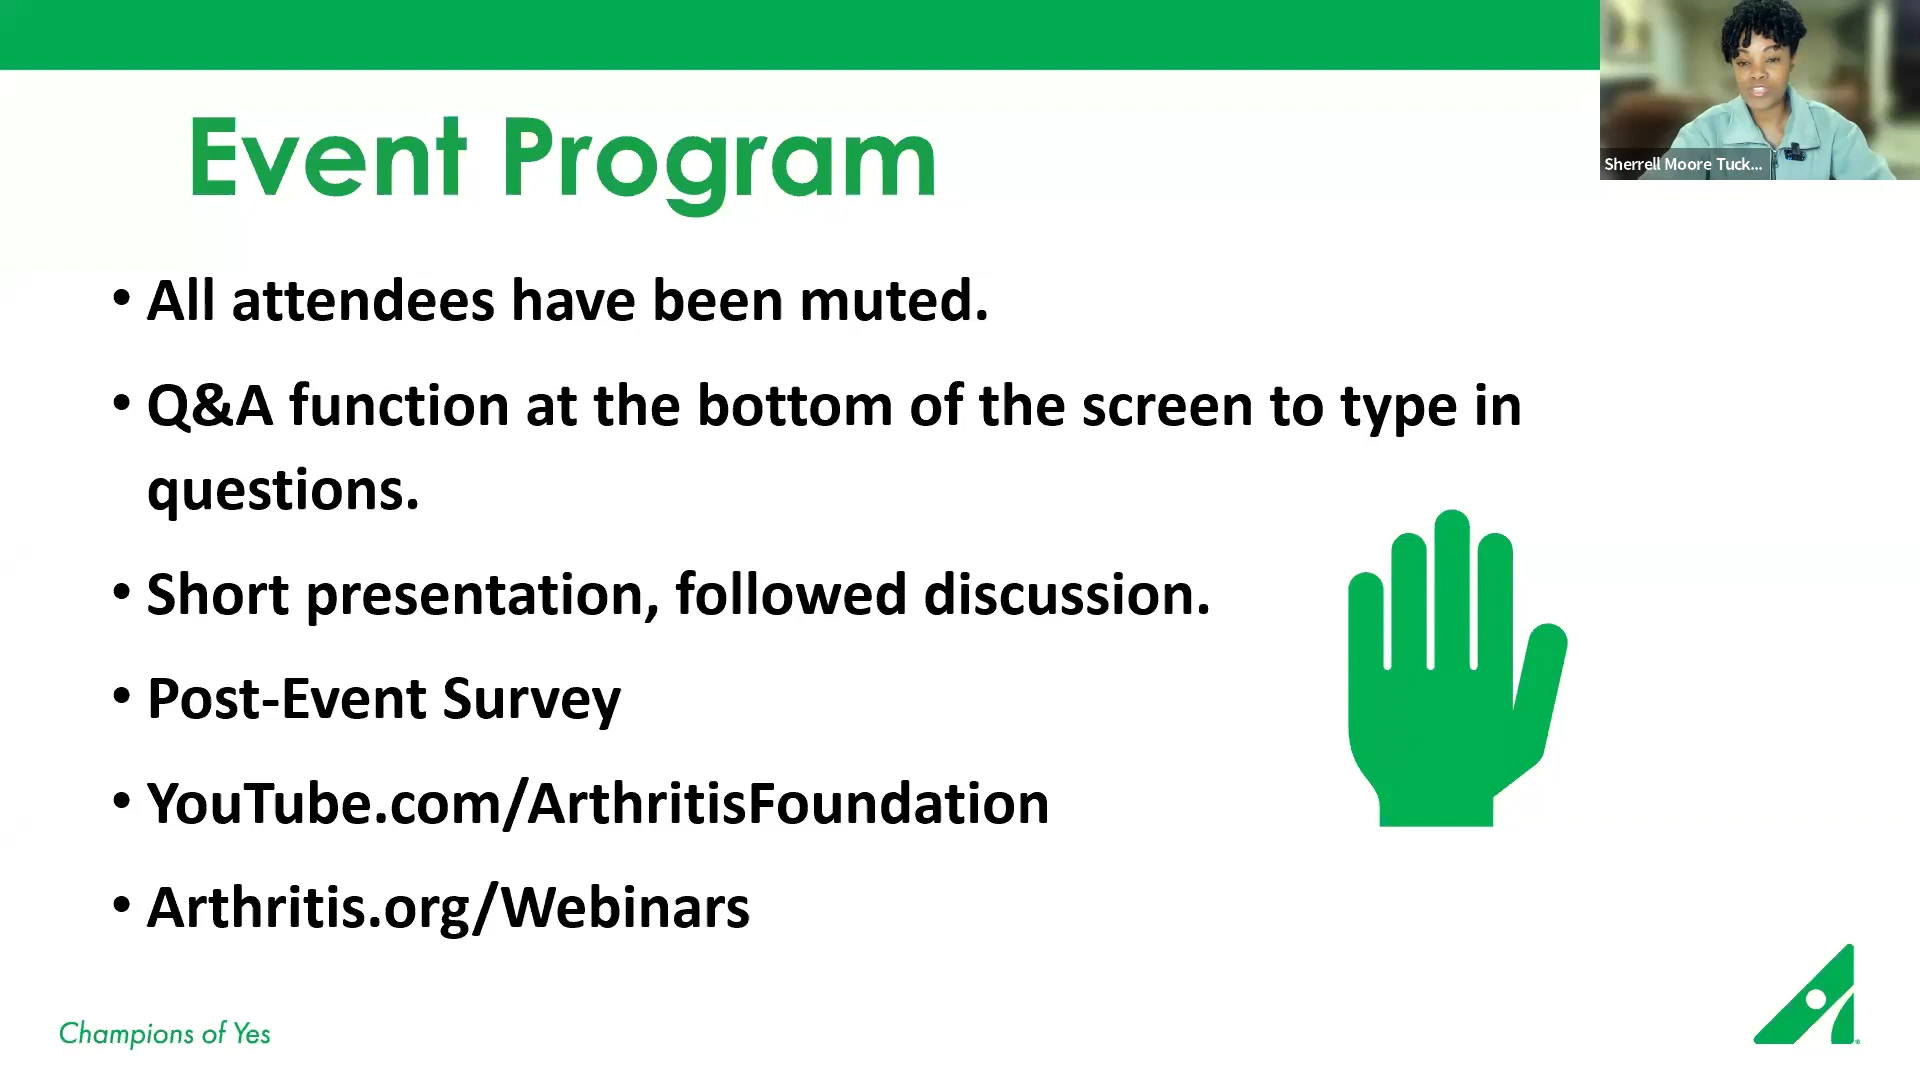 Event Program
Sherrell Moore Tuck...
• All attendees have been muted.
• Q&A function at the bottom of the screen to type in
questions.
• Short presentation, followed discussion.
• Post-Event Survey
• YouTube.com/ArthritisFoundation
• Arthritis.org/Webinars
Champions of Yes